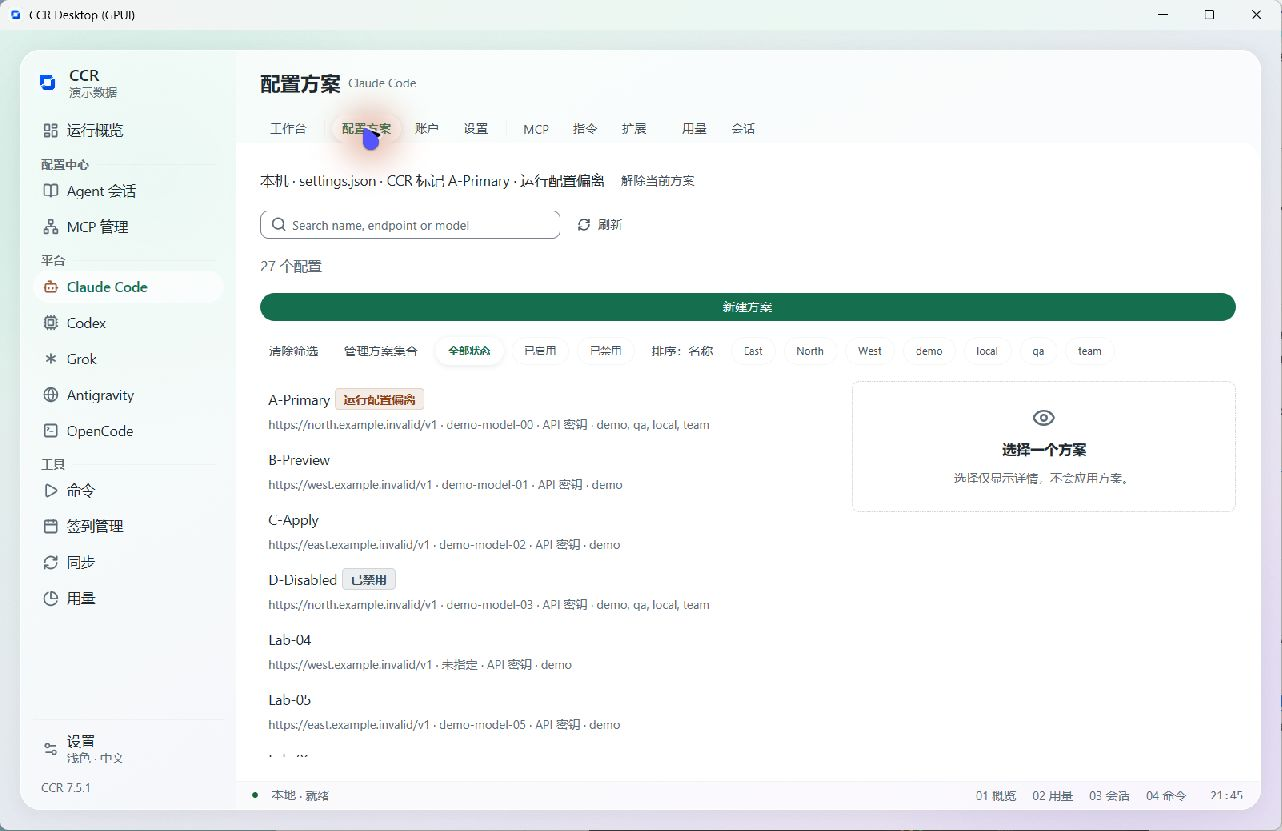 CCR Desktop (GPUI)
CCR
演示数据
运行概览
配置中心
Agent 会话
MCP 管理
平台
Claude Code
Codex
Grok
Antigravity
OpenCode
工具
命令
签到管理
同步
用量
设置
浅色 · 中文
CCR 7.5.1
配置方案 Claude Code
工作台 配置方案 账户 设置 MCP 指令 扩展 用量 会话
本机 · settings.json · CCR 标记 A-Primary · 运行配置偏离 解除当前方案
Search name, endpoint or model
刷新
27 个配置
新建方案
清除筛选 管理方案集合 全部状态 已启用 已禁用 排序：名称 East North West demo local qa team
A-Primary 运行配置偏离
https://north.example.invalid/v1 · demo-model-00 · API 密钥 · demo, qa, local, team
B-Preview
https://west.example.invalid/v1 · demo-model-01 · API 密钥 · demo
C-Apply
https://east.example.invalid/v1 · demo-model-02 · API 密钥 · demo
D-Disabled 已禁用
https://north.example.invalid/v1 · demo-model-03 · API 密钥 · demo, qa, local, team
Lab-04
https://west.example.invalid/v1 · 未指定 · API 密钥 · demo
Lab-05
https://east.example.invalid/v1 · demo-model-05 · API 密钥 · demo
选择一个方案
选择仅显示详情，不会应用方案。
本地 · 就绪
01 概览 02 用量 03 会话 04 命令 21:45